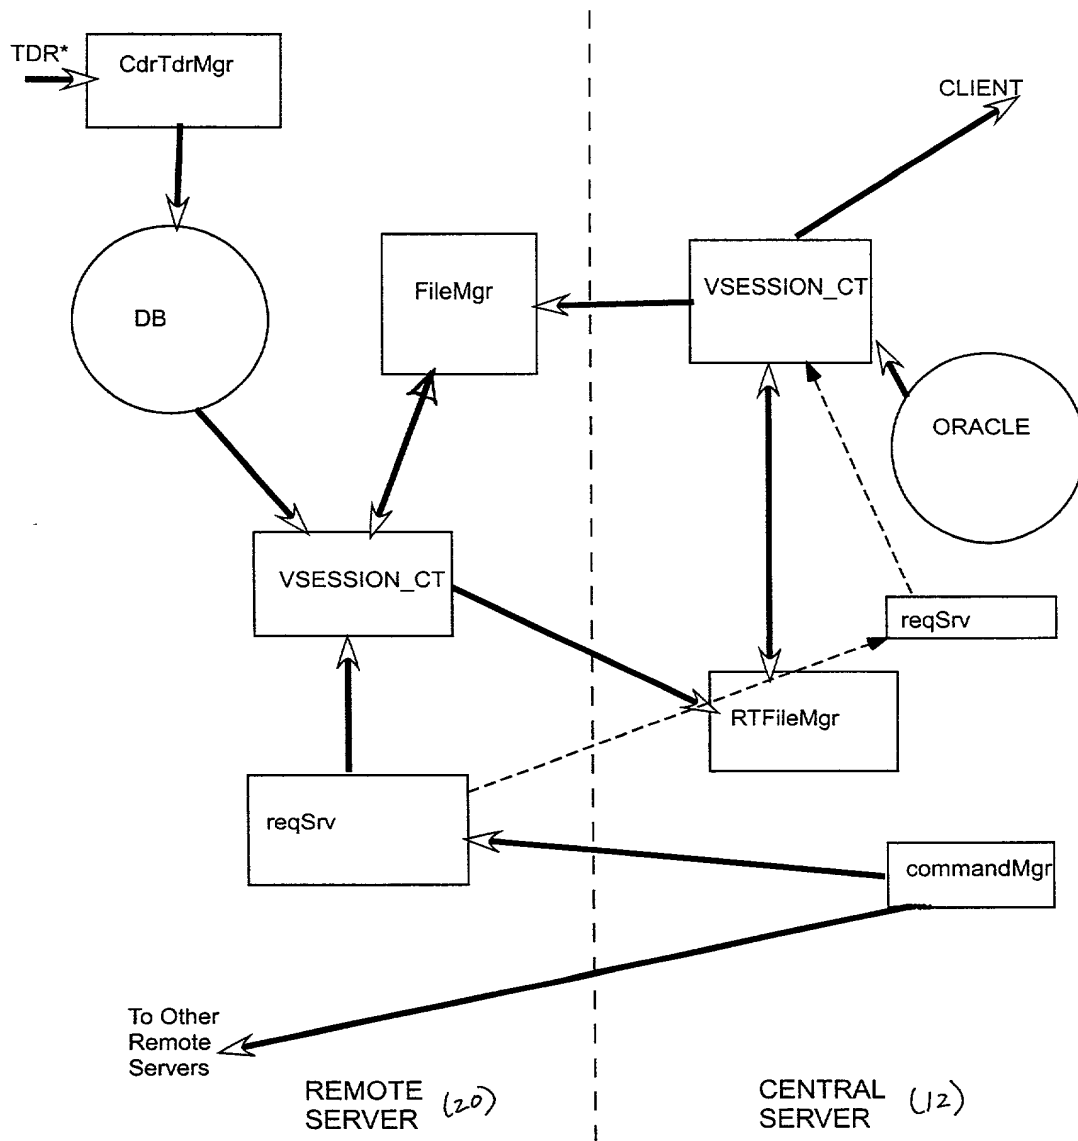 TDR*
CdrTdrMgr
CLIENT
DB
FileMgr
VSESSION_CT
ORACLE
VSESSION_CT
reqSrv
RTFileMgr
reqSrv
commandMgr
To Other
Remote
Servers
REMOTE
SERVER (20)
CENTRAL
SERVER (12)